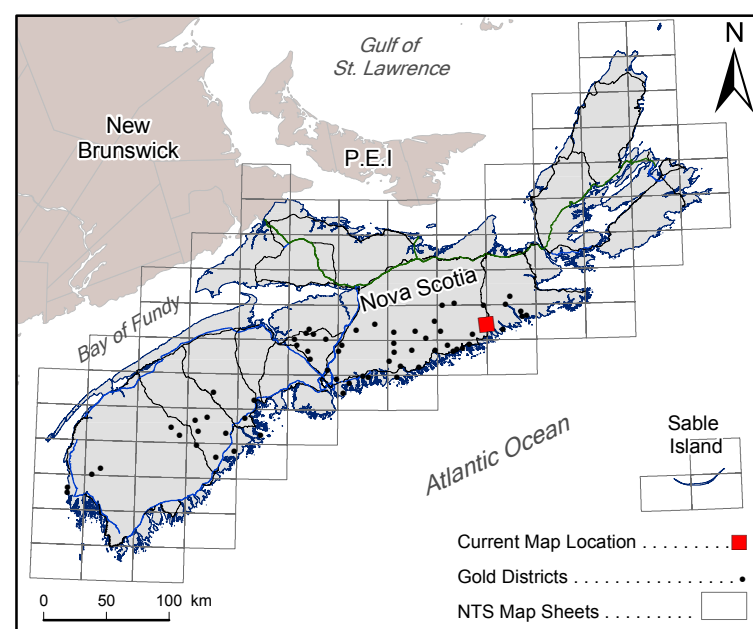 N
Gulf of
St. Lawrence
New
Brunswick
P.E.I
Nova Scotia
Bay of Fundy
Atlantic Ocean
Sable
Island
Current Map Location . . . . . . . . .
Gold Districts . . . . . . . . . . . . . . . .
NTS Map Sheets . . . . . . . . .
0 50 100 km